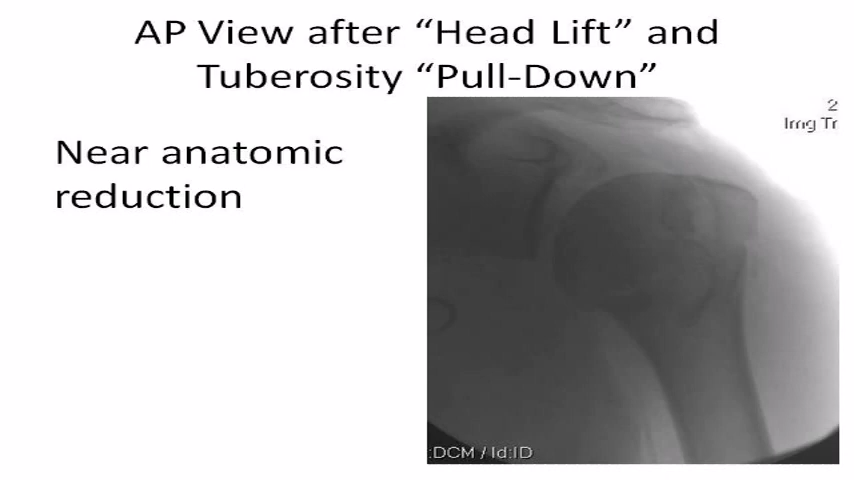 AP View after “Head Lift” and
Tuberosity “Pull-Down”
Near anatomic
reduction
2
Img Tr
:DCM / Id:ID